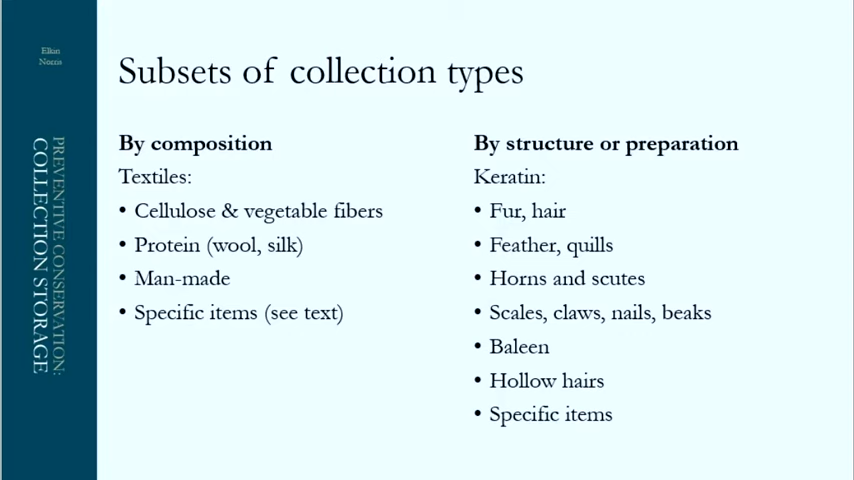 Elkin
Norris
PREVENTIVE CONSERVATION:
COLLECTION STORAGE
Subsets of collection types
By composition
Textiles:
• Cellulose & vegetable fibers
• Protein (wool, silk)
• Man-made
• Specific items (see text)
By structure or preparation
Keratin:
• Fur, hair
• Feather, quills
• Horns and scutes
• Scales, claws, nails, beaks
• Baleen
• Hollow hairs
• Specific items